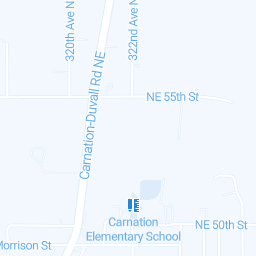 320th Ave N
322nd Ave N
Carnation-Duvall Rd NE
NE 55th St
Carnation
Elementary School
NE 50th St
Morrison St